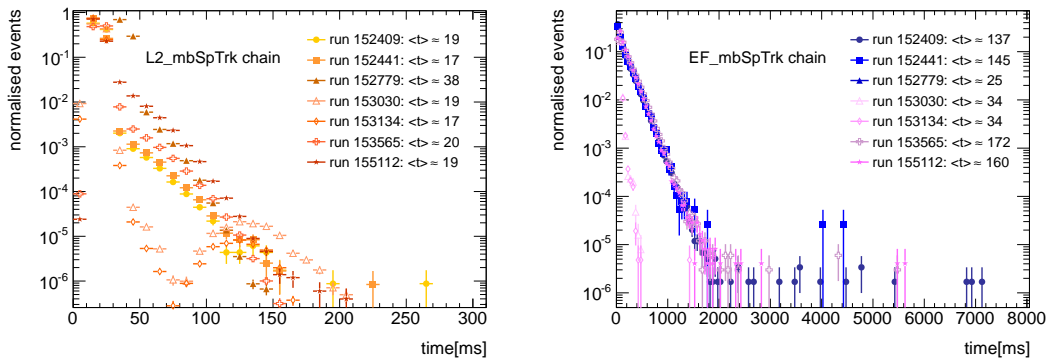 normalised events
1
10-1
10-2
10-3
10-4
10-5
10-6
L2_mbSpTrk chain
run 152409: <t> ≈ 19
run 152441: <t> ≈ 17
run 152779: <t> ≈ 38
run 153030: <t> ≈ 19
run 153134: <t> ≈ 17
run 153565: <t> ≈ 20
run 155112: <t> ≈ 19
0 50 100 150 200 250 300
time[ms]
normalised events
10-1
10-2
10-3
10-4
10-5
10-6
EF_mbSpTrk chain
run 152409: <t> ≈ 137
run 152441: <t> ≈ 145
run 152779: <t> ≈ 25
run 153030: <t> ≈ 34
run 153134: <t> ≈ 34
run 153565: <t> ≈ 172
run 155112: <t> ≈ 160
0 1000 2000 3000 4000 5000 6000 7000 8000
time[ms]